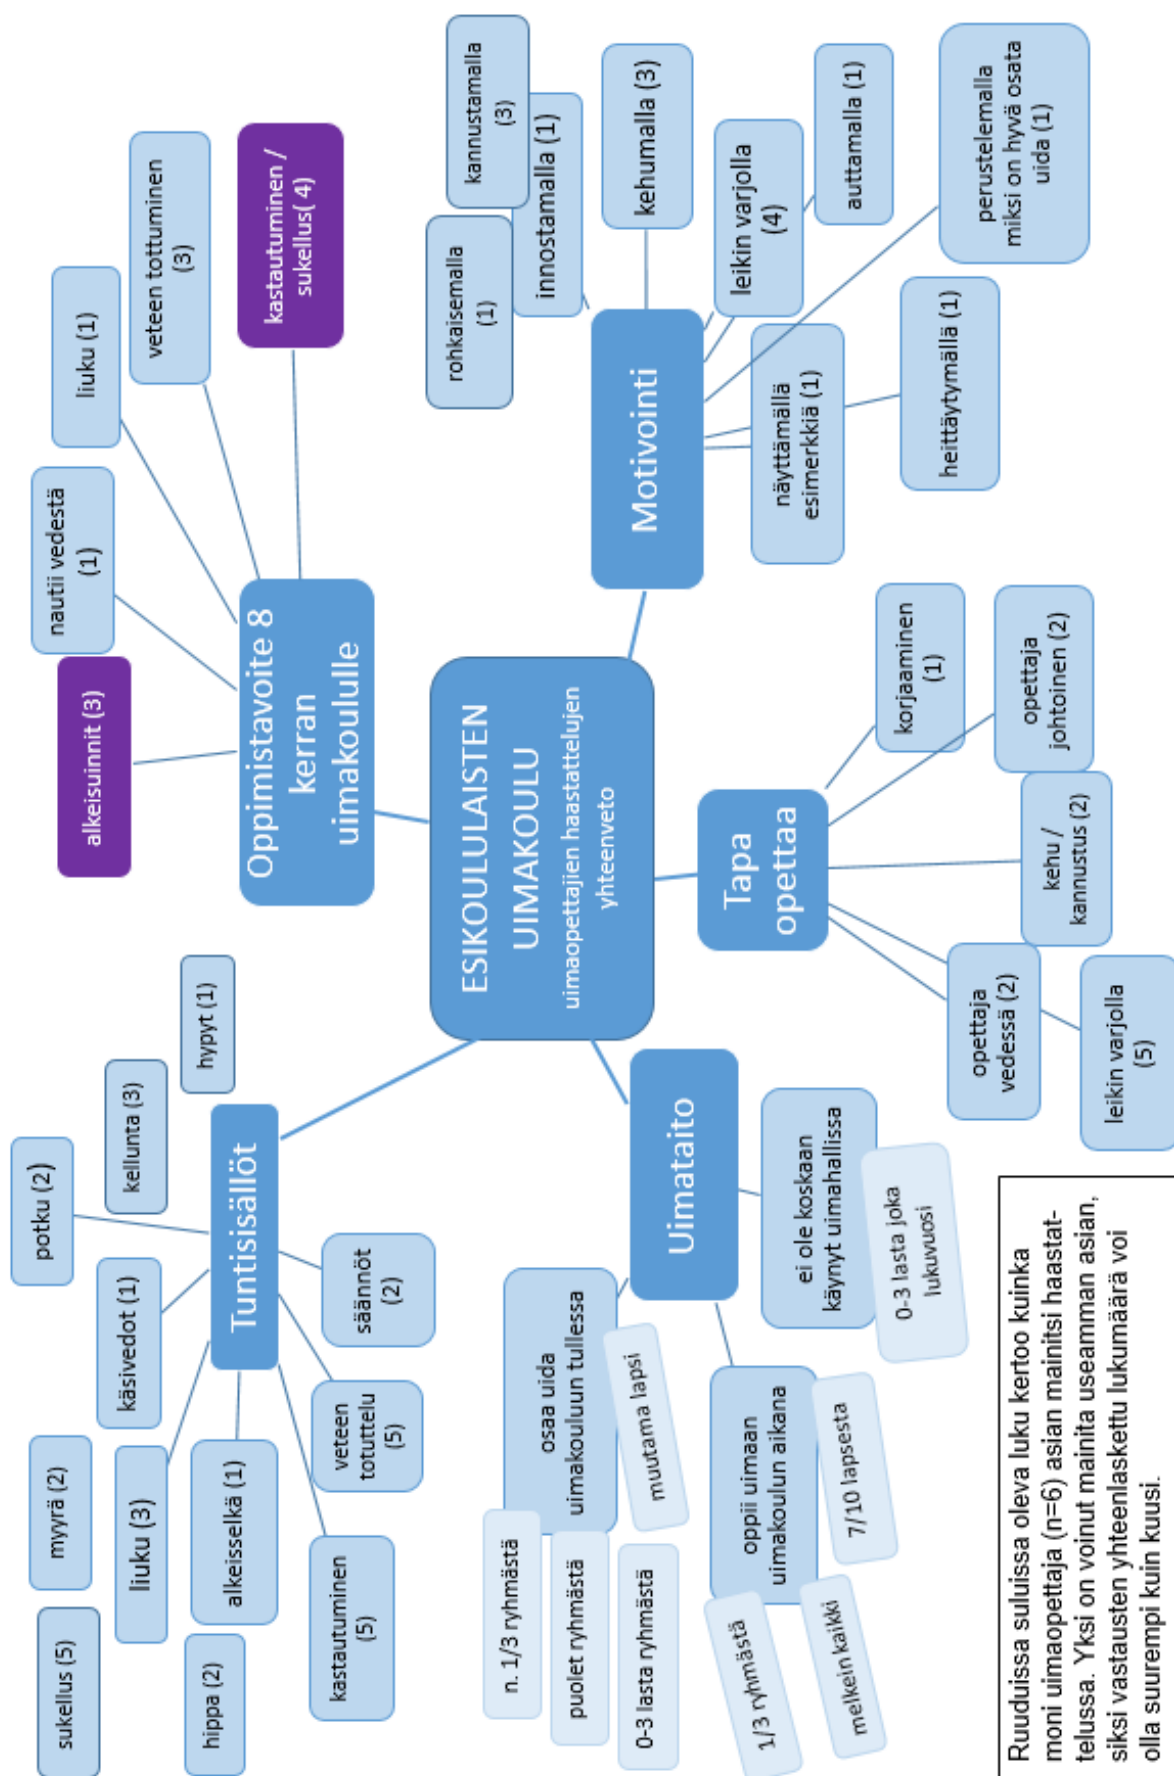 ESIKOULULAISTEN
UIMAKOULU
uimaopettajien haastattelujen
yhteenveto
Tuntisisällöt
sukellus (5)
myyrä (2)
hippa (2)
liuku (3)
käsivedot (1)
potku (2)
kellunta (3)
hypyt (1)
alkeisselkä (1)
kastautuminen
(5)
veteen
totuttelu
(5)
säännöt
(2)
Oppimistavoite 8
kerran
uimakoululle
alkeisuinnit (3)
nautii vedestä
(1)
liuku (1)
veteen tottuminen
(3)
kastautuminen /
sukellus( 4)
Motivointi
rohkaisemalla
(1)
innostamalla (1)
kannustamalla
(3)
kehumalla (3)
leikin varjolla
(4)
auttamalla (1)
perustelemalla
miksi on hyvä osata
uida (1)
näyttämällä
esimerkkiä (1)
heittäytymällä (1)
Tapa
opettaa
korjaaminen
(1)
opettaja
johtoinen (2)
kehu /
kannustus (2)
opettaja
vedessä (2)
leikin varjolla
(5)
Uimataito
osaa uida
uimakouluun tullessa
n. 1/3 ryhmästä
puolet ryhmästä
0-3 lasta ryhmästä
muutama lapsi
oppii uimaan
uimakoulun aikana
1/3 ryhmästä
melkein kaikki
7/10 lapsesta
ei ole koskaan
käynyt uimahallissa
0-3 lasta joka
lukuvuosi
Ruuduissa suluissa oleva luku kertoo kuinka
moni uimaopettaja (n=6) asian mainitsi haastat-
telussa. Yksi on voinut mainita useamman asian,
siksi vastausten yhteenlaskettu lukumäärä voi
olla suurempi kuin kuusi.